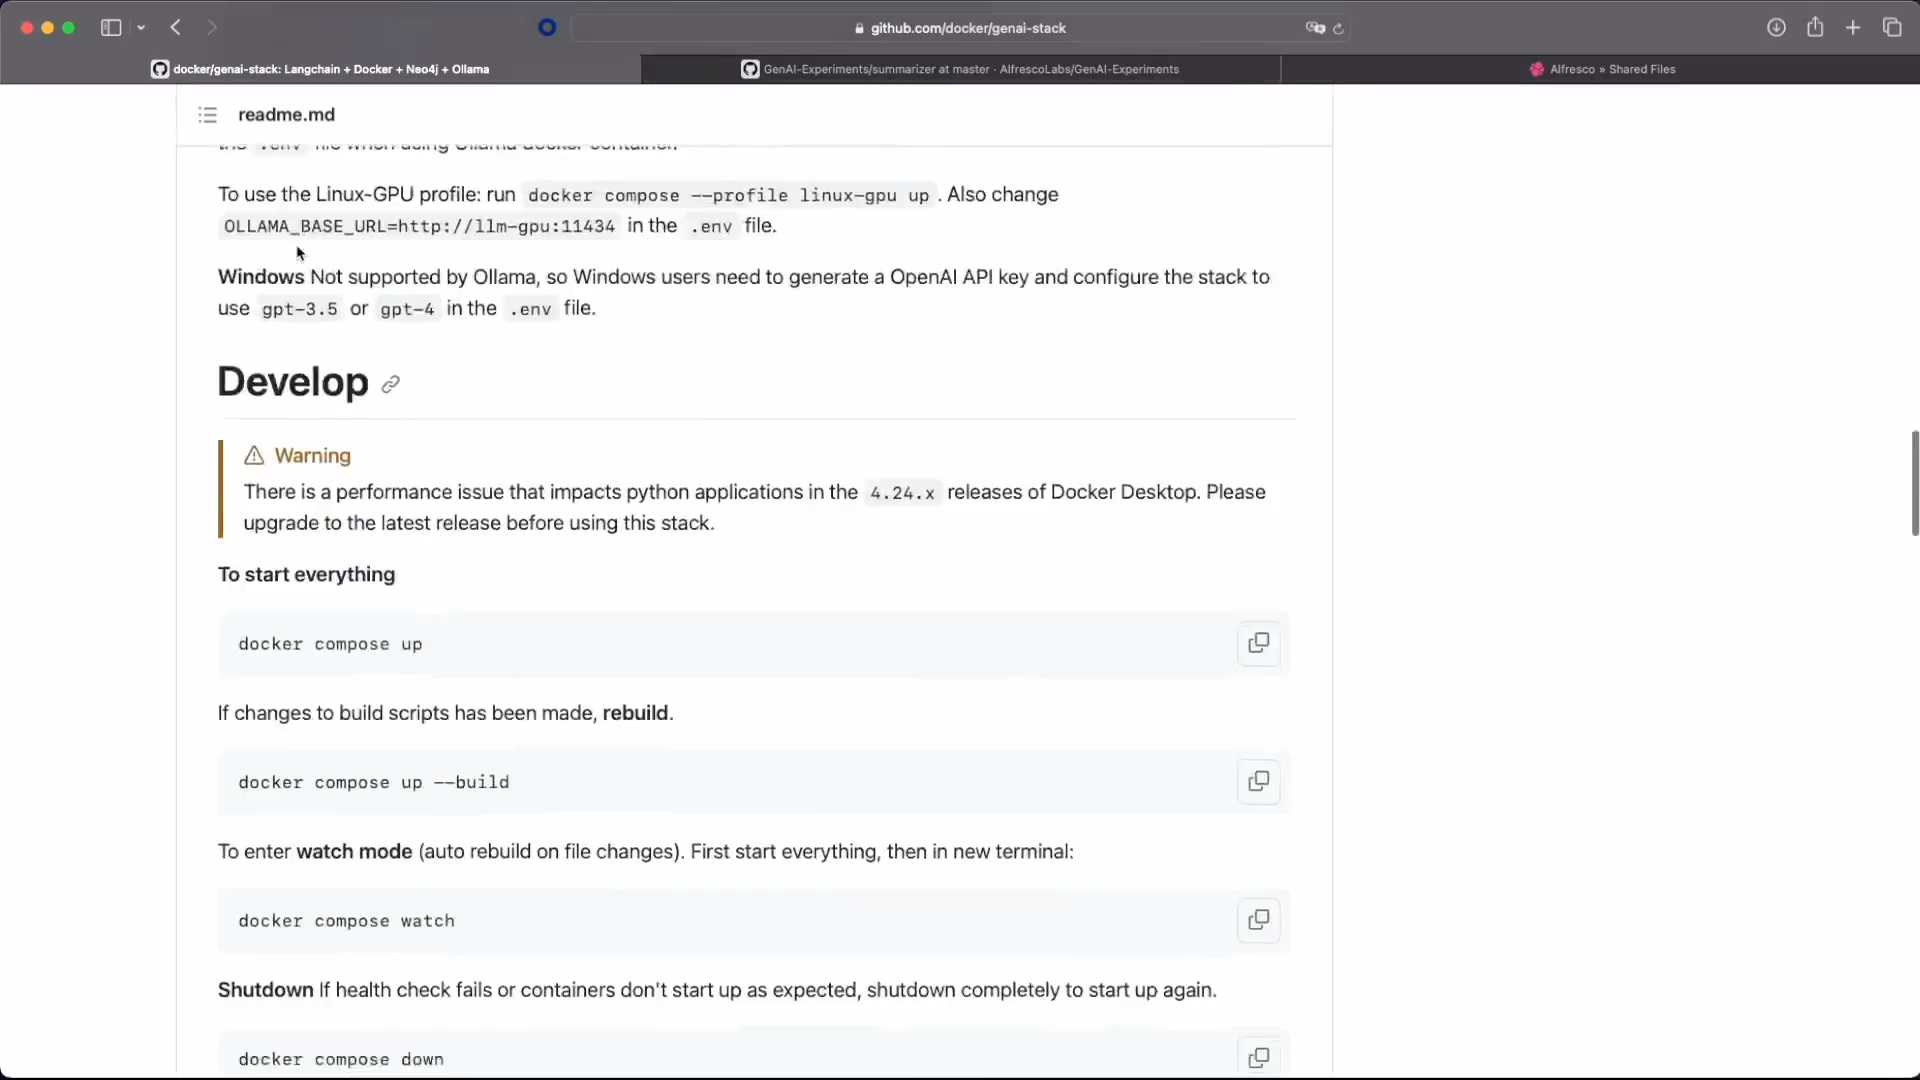 github.com/docker/genai-stack
docker/genai-stack: Langchain + Docker + Neo4j + Ollama
GenAI-Experiments/summarizer at master · AlfrescoLabs/GenAI-Experiments
Alfresco » Shared Files
readme.md
the .env file when using Ollama docker container.
To use the Linux-GPU profile: run docker compose --profile linux-gpu up . Also change
OLLAMA_BASE_URL=http://llm-gpu:11434 in the .env file.
Windows Not supported by Ollama, so Windows users need to generate a OpenAI API key and configure the stack to
use gpt-3.5 or gpt-4 in the .env file.
Develop
Warning
There is a performance issue that impacts python applications in the 4.24.x releases of Docker Desktop. Please
upgrade to the latest release before using this stack.
To start everything
docker compose up
If changes to build scripts has been made, rebuild.
docker compose up --build
To enter watch mode (auto rebuild on file changes). First start everything, then in new terminal:
docker compose watch
Shutdown If health check fails or containers don't start up as expected, shutdown completely to start up again.
docker compose down